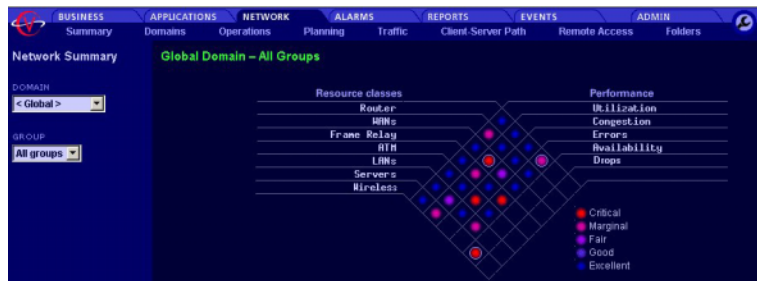 BUSINESS APPLICATIONS NETWORK ALARMS REPORTS EVENTS ADMIN
Summary Domains Operations Planning Traffic Client-Server Path Remote Access Folders
Network Summary
Global Domain – All Groups
DOMAIN
< Global >
GROUP
All groups
Resource classes
Router
WANs
Frame Relay
ATM
LANs
Servers
Wireless
Performance
Utilization
Congestion
Errors
Availability
Drops
Critical
Marginal
Fair
Good
Excellent